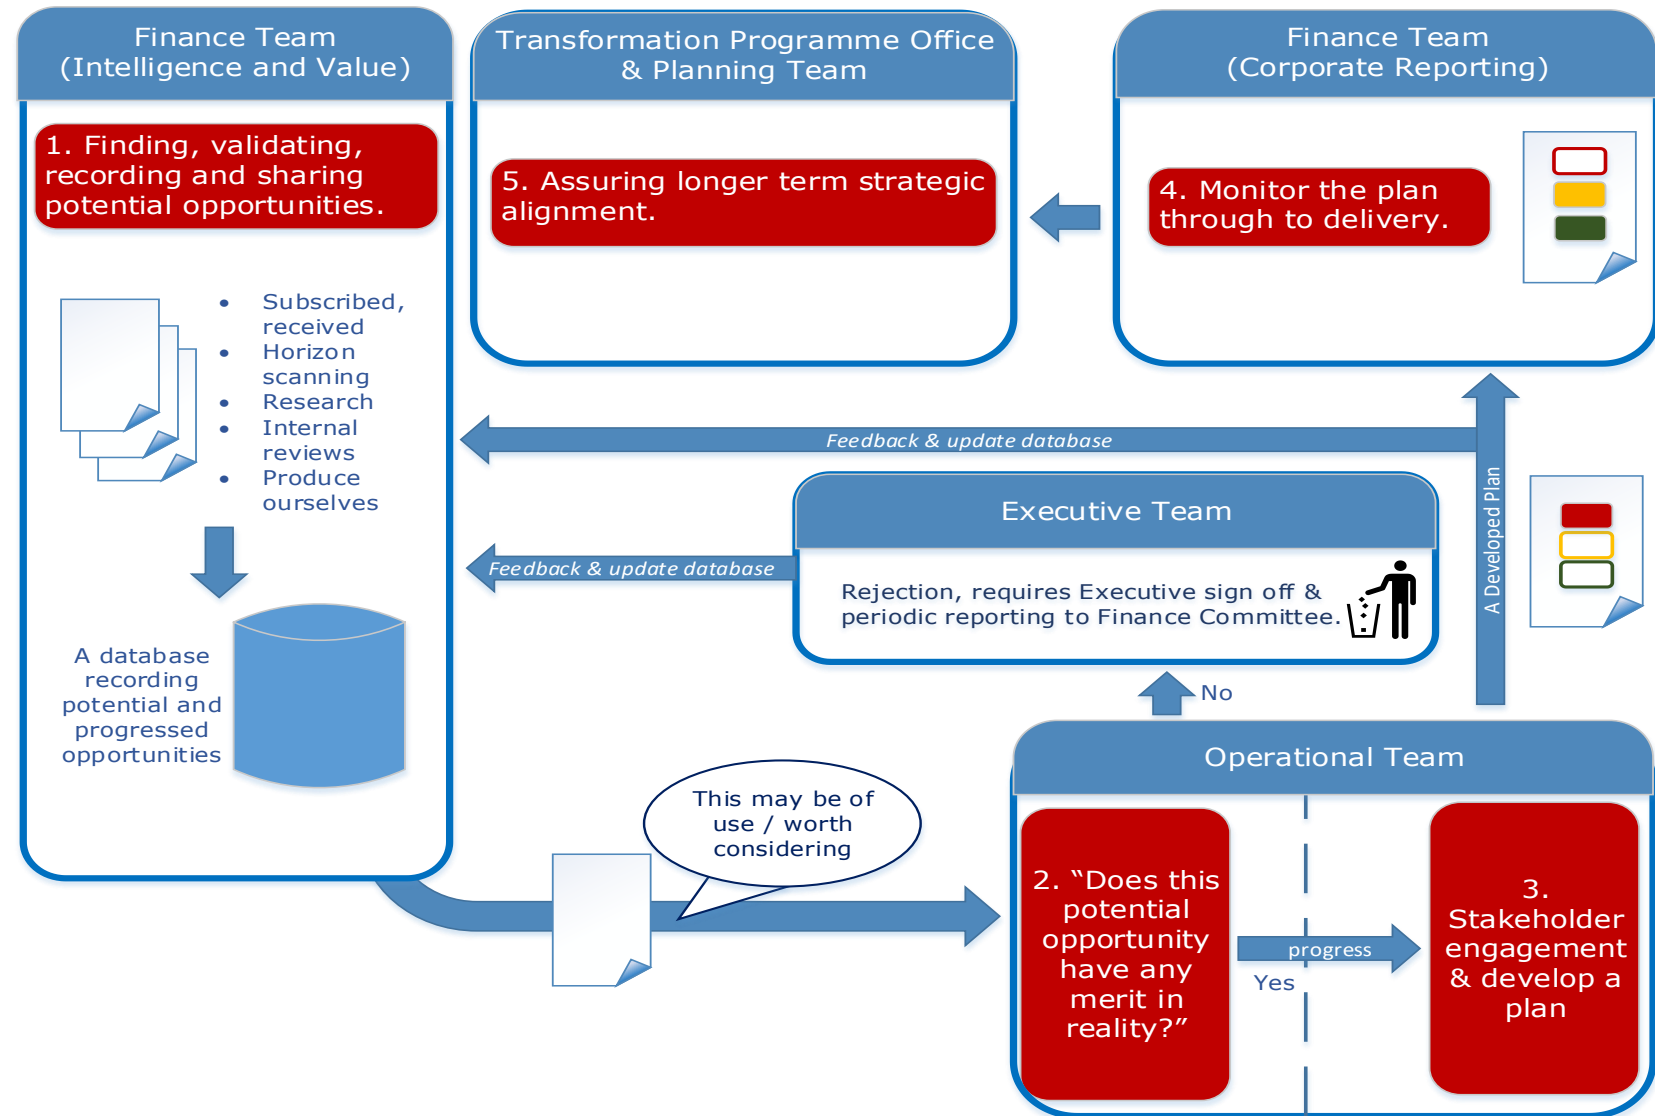 Finance Team
(Intelligence and Value)
1. Finding, validating,
recording and sharing
potential opportunities.
• Subscribed,
received
• Horizon
scanning
• Research
• Internal
reviews
• Produce
ourselves
A database
recording
potential and
progressed
opportunities
Transformation Programme Office
& Planning Team
5. Assuring longer term strategic
alignment.
Finance Team
(Corporate Reporting)
4. Monitor the plan
through to delivery.
Feedback & update database
A Developed Plan
Executive Team
Rejection, requires Executive sign off &
periodic reporting to Finance Committee.
Feedback & update database
No
This may be of
use / worth
considering
Operational Team
2. “Does this
potential
opportunity
have any
merit in
reality?”
progress
Yes
3.
Stakeholder
engagement
& develop a
plan